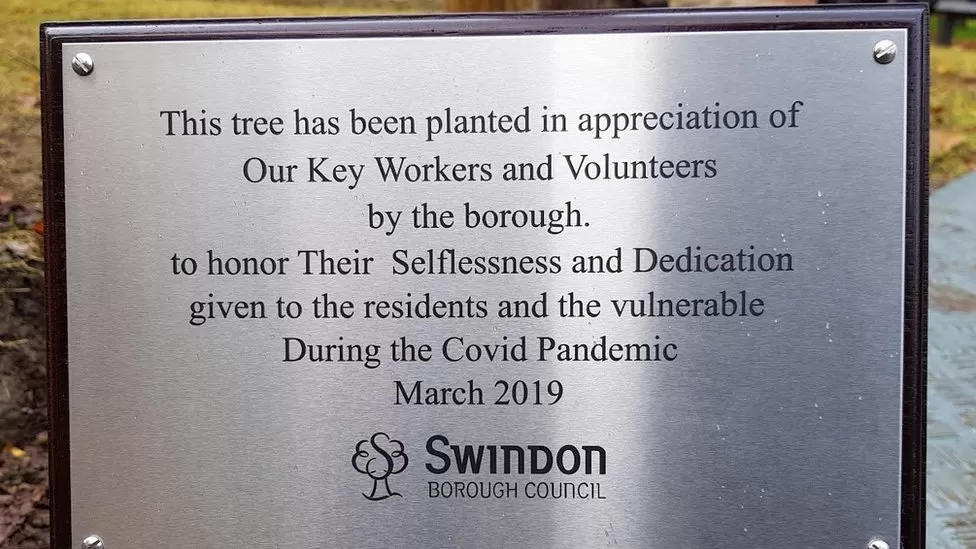 This tree has been planted in appreciation of
Our Key Workers and Volunteers
by the borough.
to honor Their Selflessness and Dedication
given to the residents and the vulnerable
During the Covid Pandemic
March 2019
SWINDON
BOROUGH COUNCIL